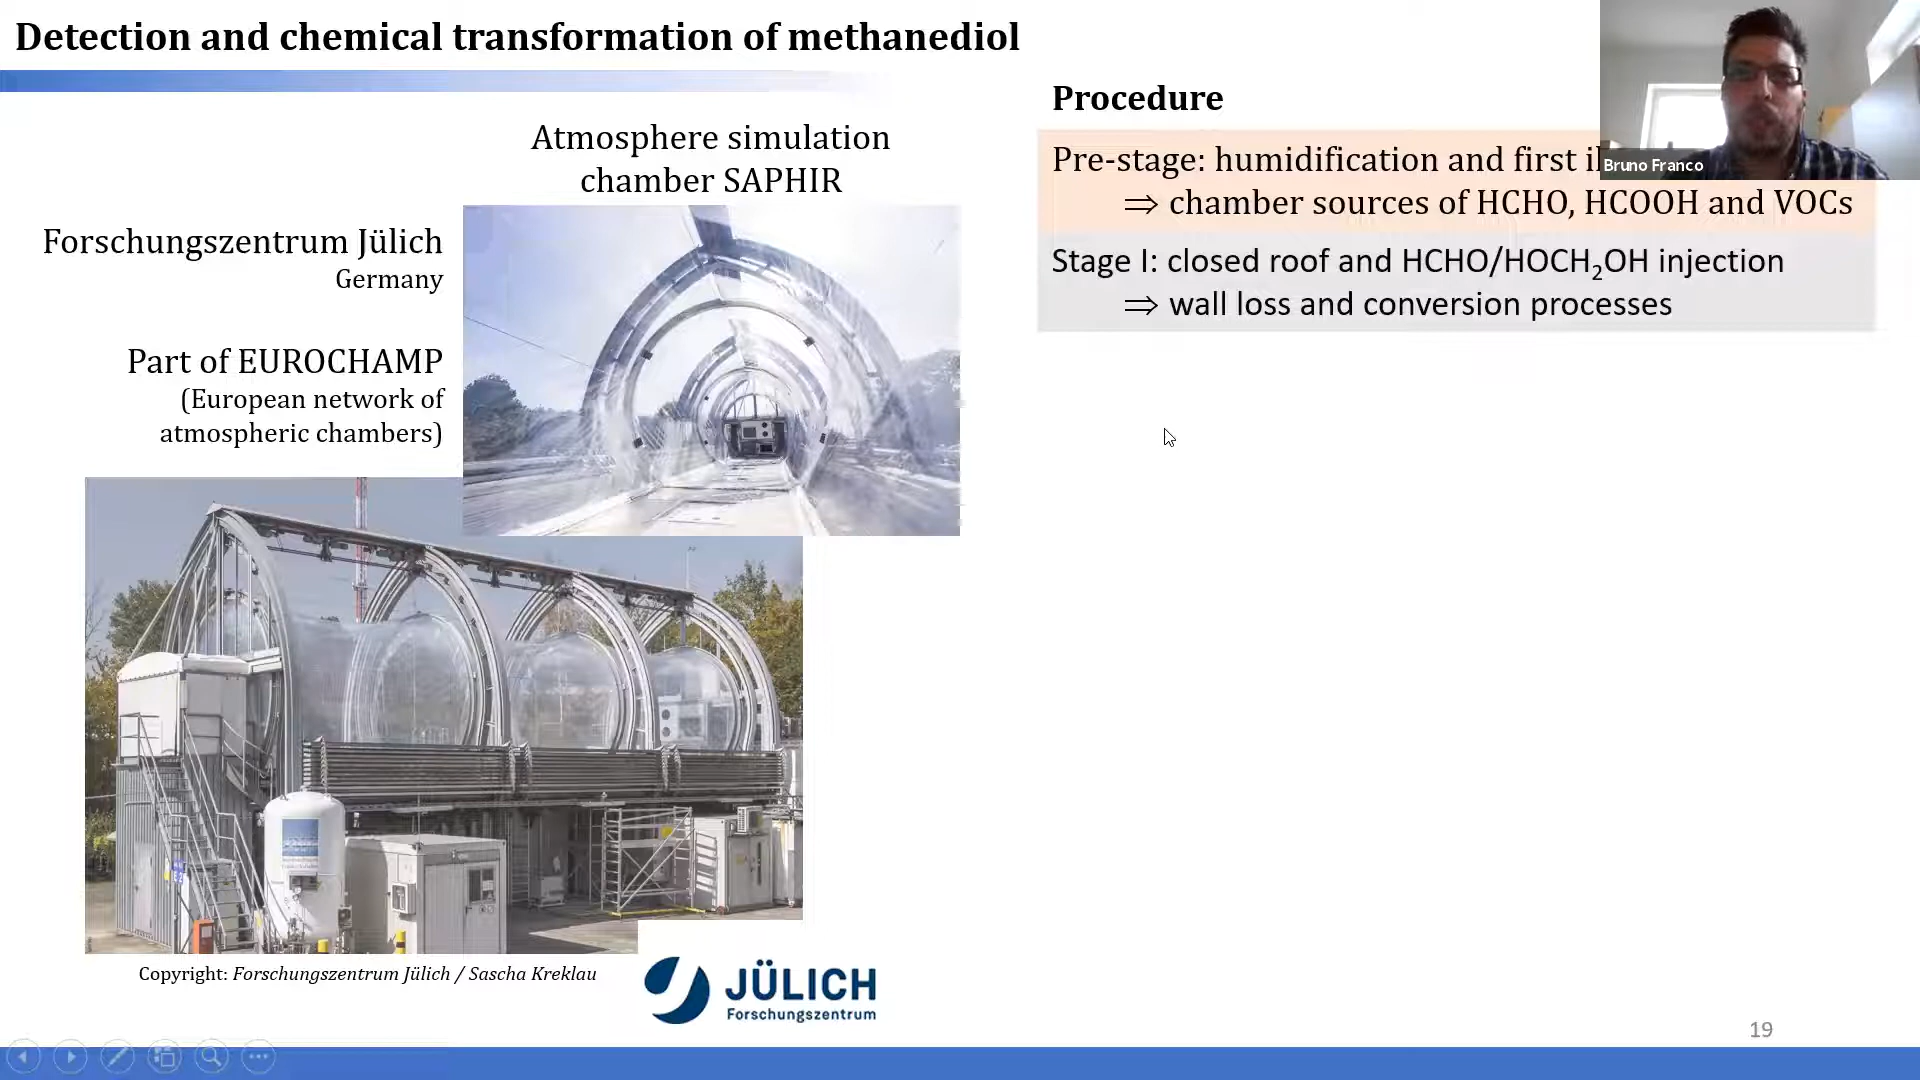 Detection and chemical transformation of methanediol
Atmosphere simulation
chamber SAPHIR
Forschungszentrum Jülich
Germany
Part of EUROCHAMP
(European network of
atmospheric chambers)
Copyright: Forschungszentrum Jülich / Sascha Kreklau
JÜLICH
Forschungszentrum
Procedure
Pre-stage: humidification and first
⇒ chamber sources of HCHO, HCOOH and VOCs
Stage I: closed roof and HCHO/HOCH₂OH injection
⇒ wall loss and conversion processes
Bruno Franco
19